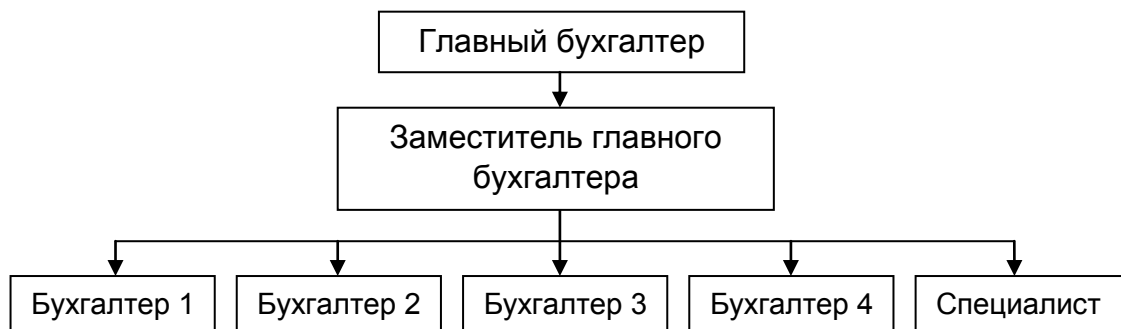 Главный бухгалтер
Заместитель главного
бухгалтера
Бухгалтер 1
Бухгалтер 2
Бухгалтер 3
Бухгалтер 4
Специалист